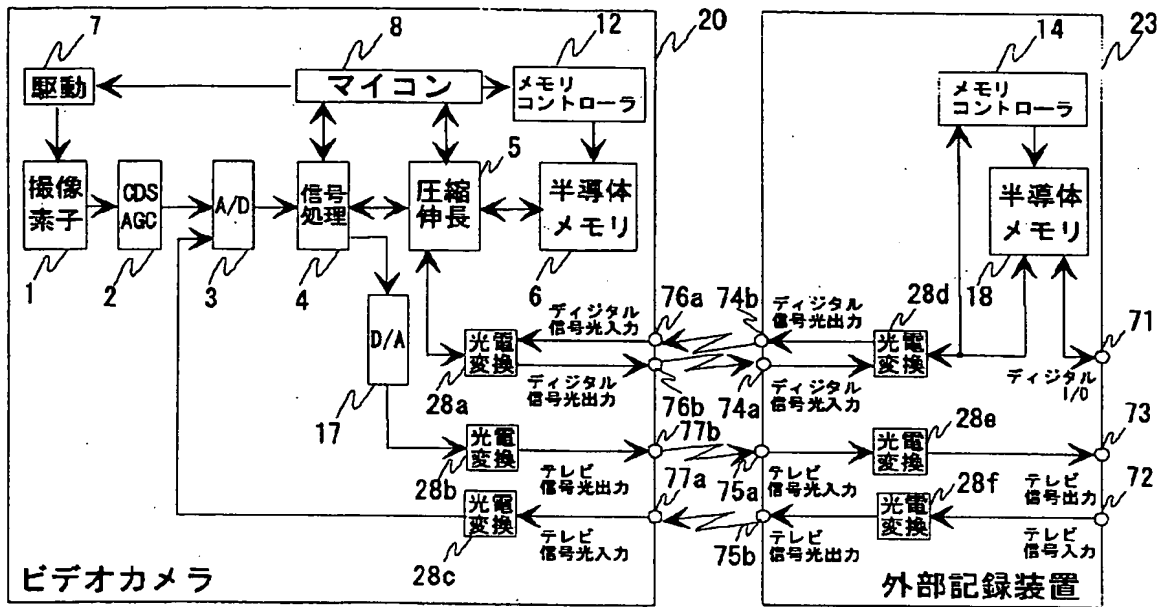 7
8
12
20
14
23
駆動
マイコン
メモリ
コントローラ
メモリ
コントローラ
5
撮像
素子
CDS
AGC
A/D
信号
処理
圧縮
伸長
半導体
メモリ
半導体
メモリ
1
2
3
4
6
18
D/A
17
ディジタル
信号光入力
76a
74b
ディジタル
信号光出力
28d
71
光電
変換
光電
変換
28a
ディジタル
信号光出力
76b
74a
ディジタル
信号光入力
ディジタル
I/O
光電
変換
28b
テレビ
信号光出力
77b
75a
テレビ
信号光入力
光電
変換
28e
テレビ
信号出力
73
光電
変換
28c
テレビ
信号光入力
77a
75b
テレビ
信号光出力
光電
変換
28f
テレビ
信号入力
72
ビデオカメラ
外部記録装置